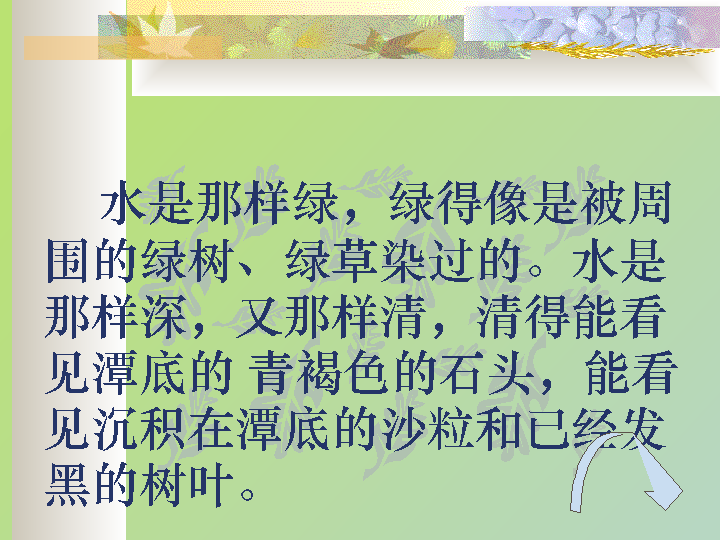 水是那样绿，绿得像是被周
围的绿树、绿草染过的。水是
那样深，又那样清，清得能看
见潭底的 青褐色的石头，能看
见沉积在潭底的沙粒和已经发
黑的树叶。